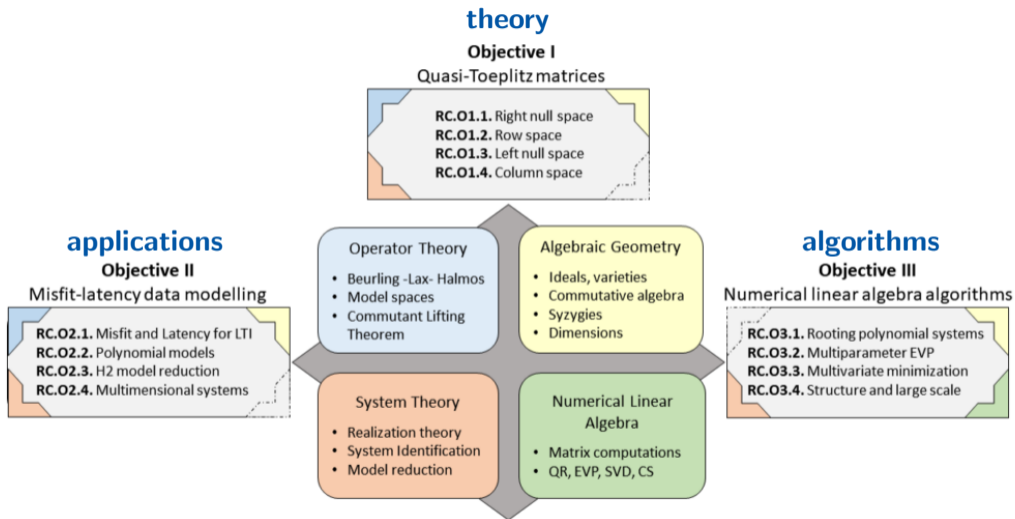 theory
Objective I
Quasi-Toeplitz matrices
RC.O1.1. Right null space
RC.O1.2. Row space
RC.O1.3. Left null space
RC.O1.4. Column space
applications
Objective II
Misfit-latency data modelling
RC.O2.1. Misfit and Latency for LTI
RC.O2.2. Polynomial models
RC.O2.3. H2 model reduction
RC.O2.4. Multimensional systems
Operator Theory
• Beurling -Lax- Halmos
• Model spaces
• Commutant Lifting
Theorem
Algebraic Geometry
• Ideals, varieties
• Commutative algebra
• Syzygies
• Dimensions
System Theory
• Realization theory
• System Identification
• Model reduction
Numerical Linear
Algebra
• Matrix computations
• QR, EVP, SVD, CS
algorithms
Objective III
Numerical linear algebra algorithms
RC.O3.1. Rooting polynomial systems
RC.O3.2. Multiparameter EVP
RC.O3.3. Multivariate minimization
RC.O3.4. Structure and large scale